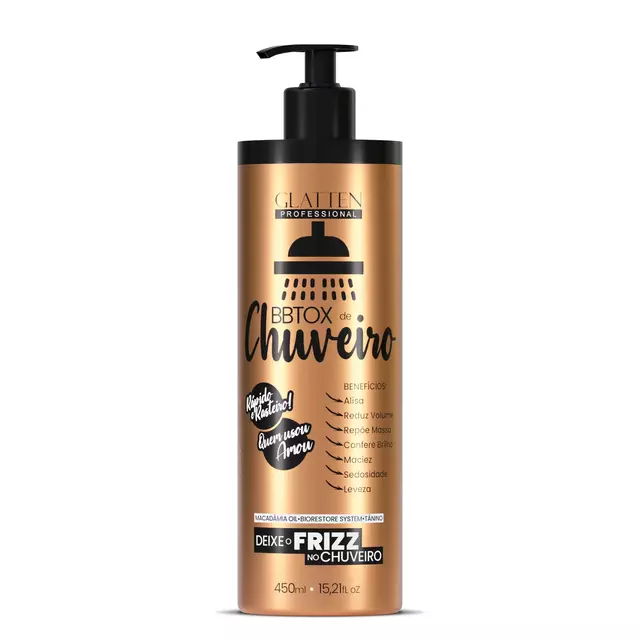 GLATTEN
PROFESSIONAL
BBTOX de
Chuveiro
BENEFÍCIOS:
Alisa
Reduz Volume
Repõe Massa
Confere Brilho
Maciez
Sedosidade
Leveza
Rápido
e Rasteiro!
Quem usou
Amou
MACADÂMIA OIL•BIORESTORE SYSTEM•TANINO
DEIXE O FRIZZ
NO CHUVEIRO
450ml • 15,21fL oZ